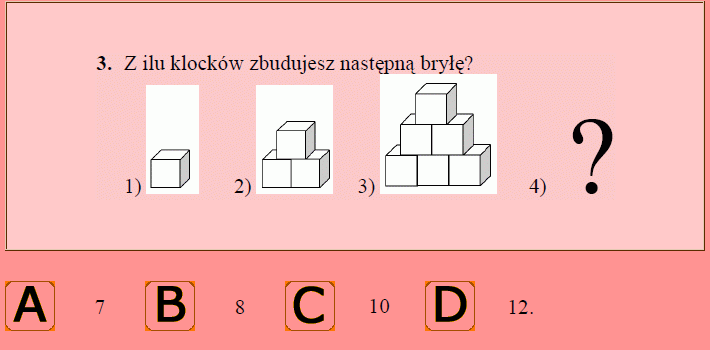 3. Z ilu klocków zbudujesz następną bryłę?
1) 2) 3) 4) ?
A 7 B 8 C 10 D 12.